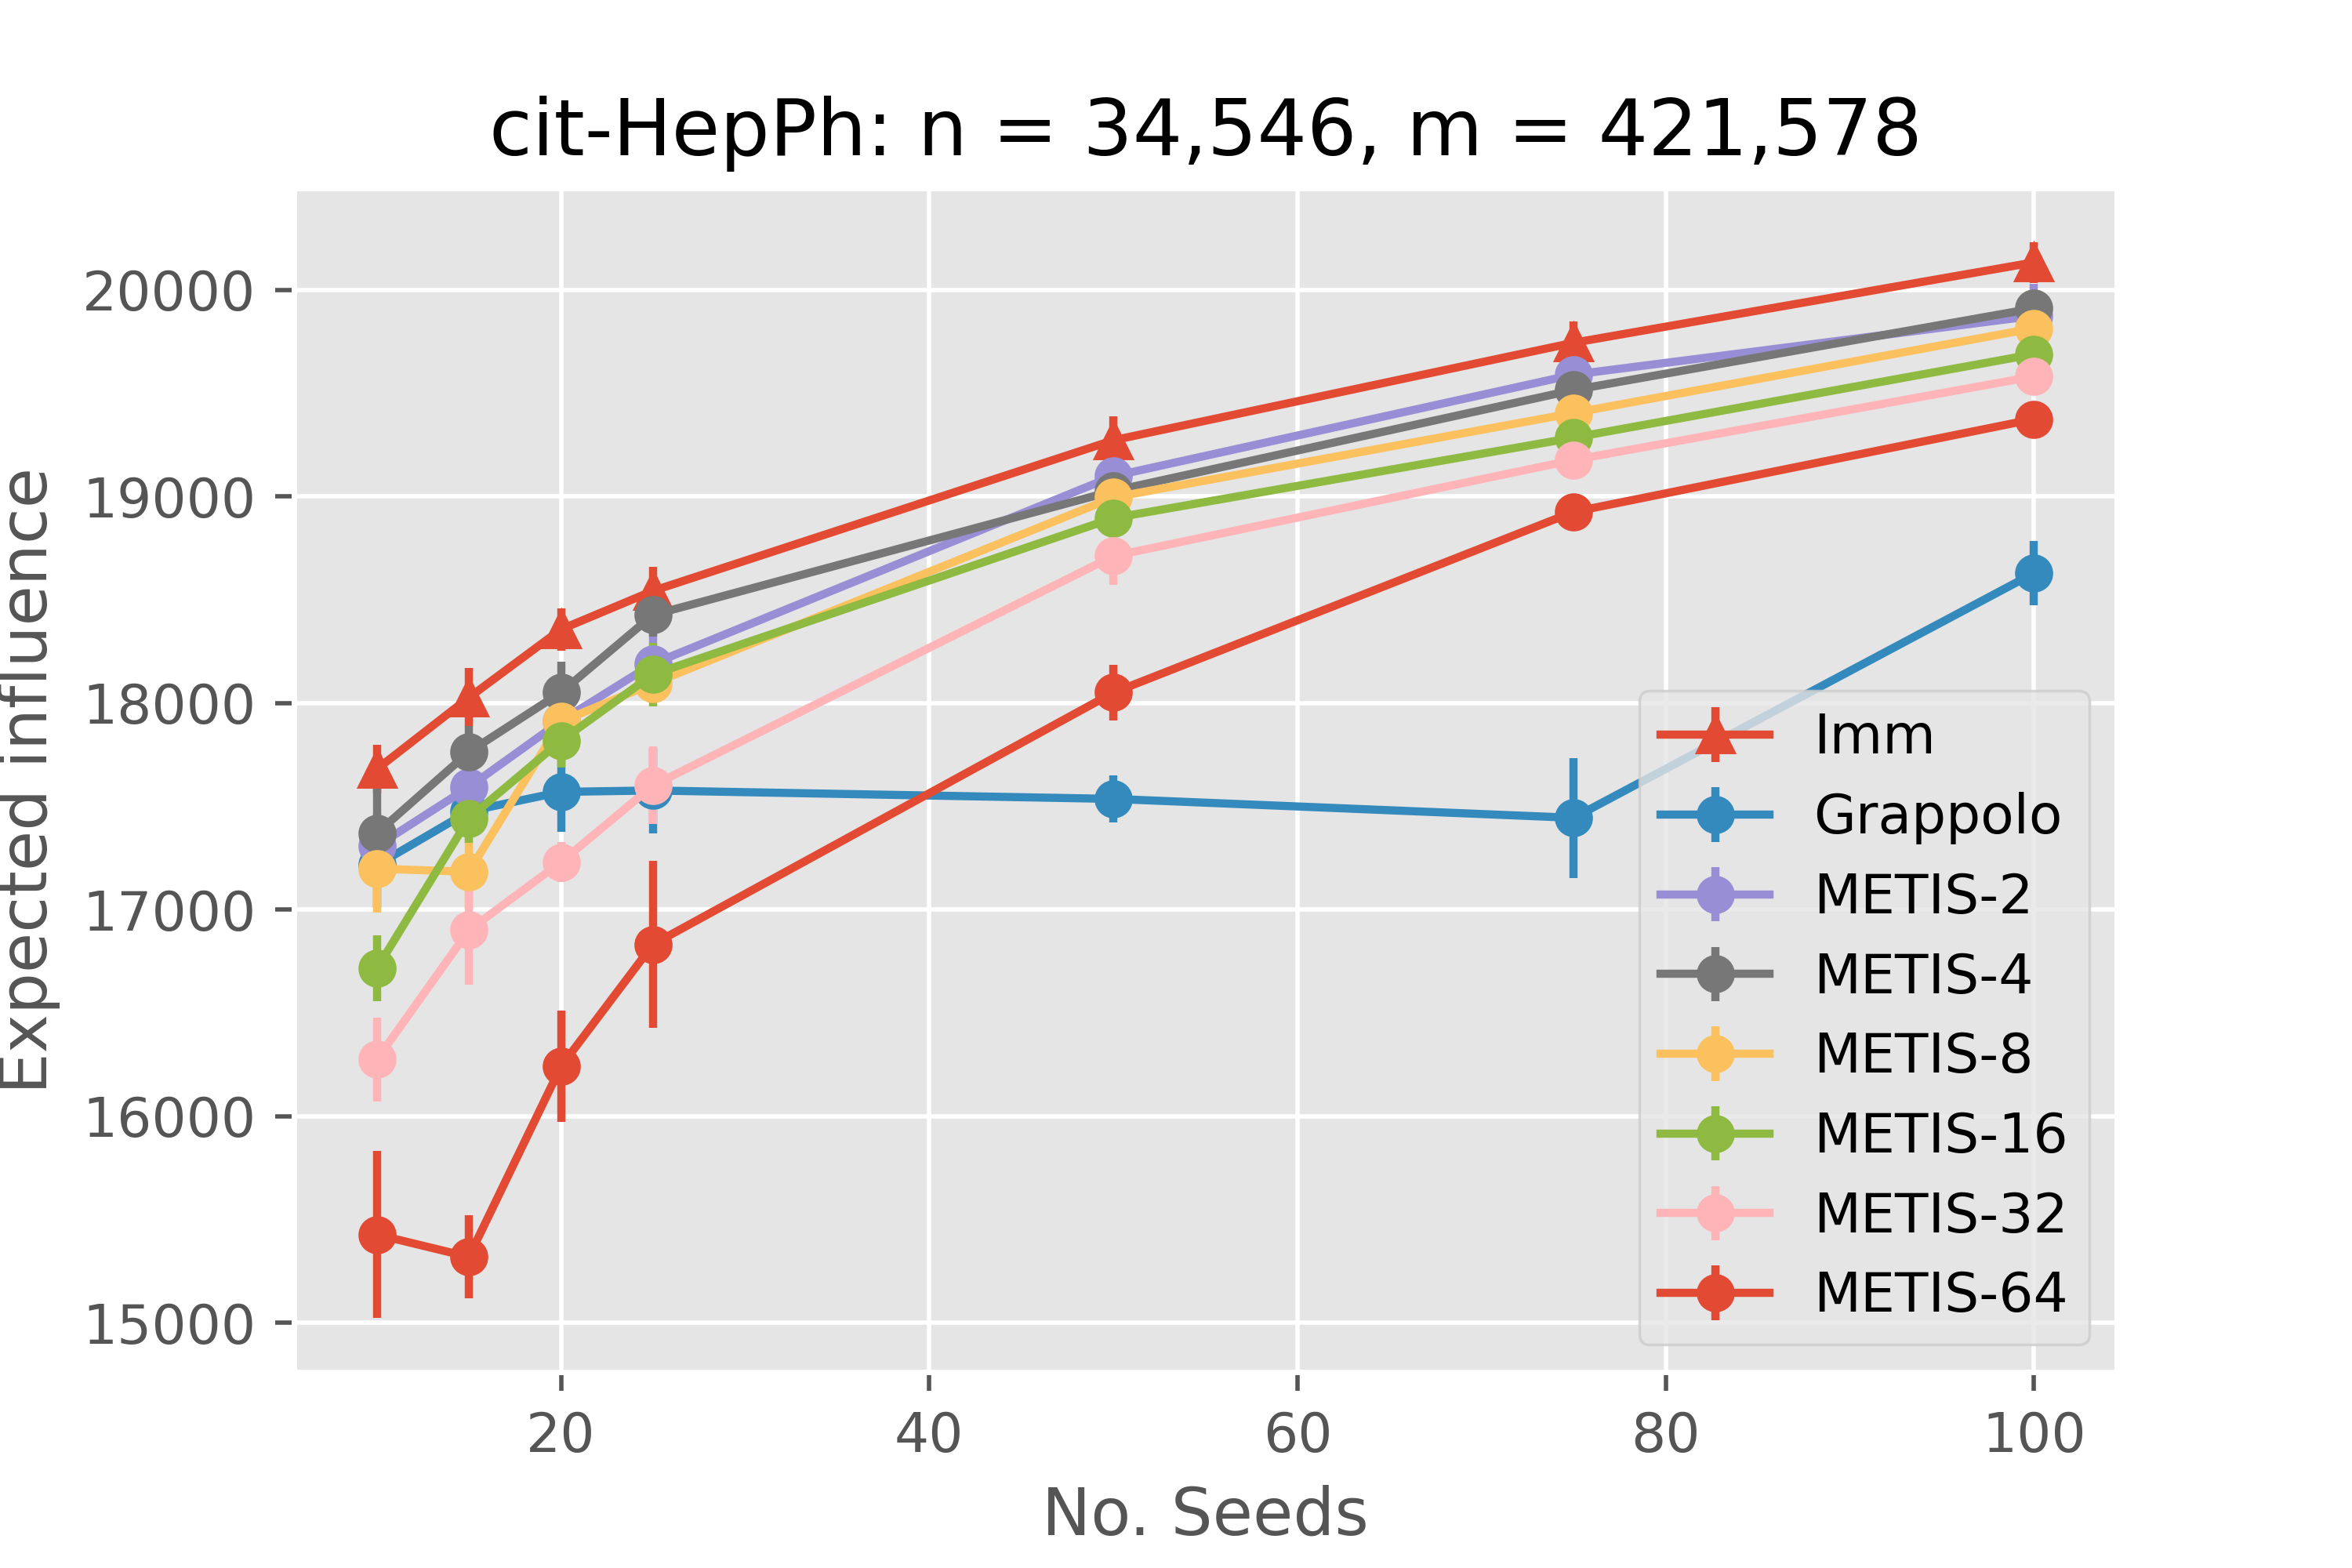 cit-HepPh: n = 34,546, m = 421,578
Expected influence
20000
19000
18000
17000
16000
15000
Imm
Grappolo
METIS-2
METIS-4
METIS-8
METIS-16
METIS-32
METIS-64
20 40 60 80 100
No. Seeds